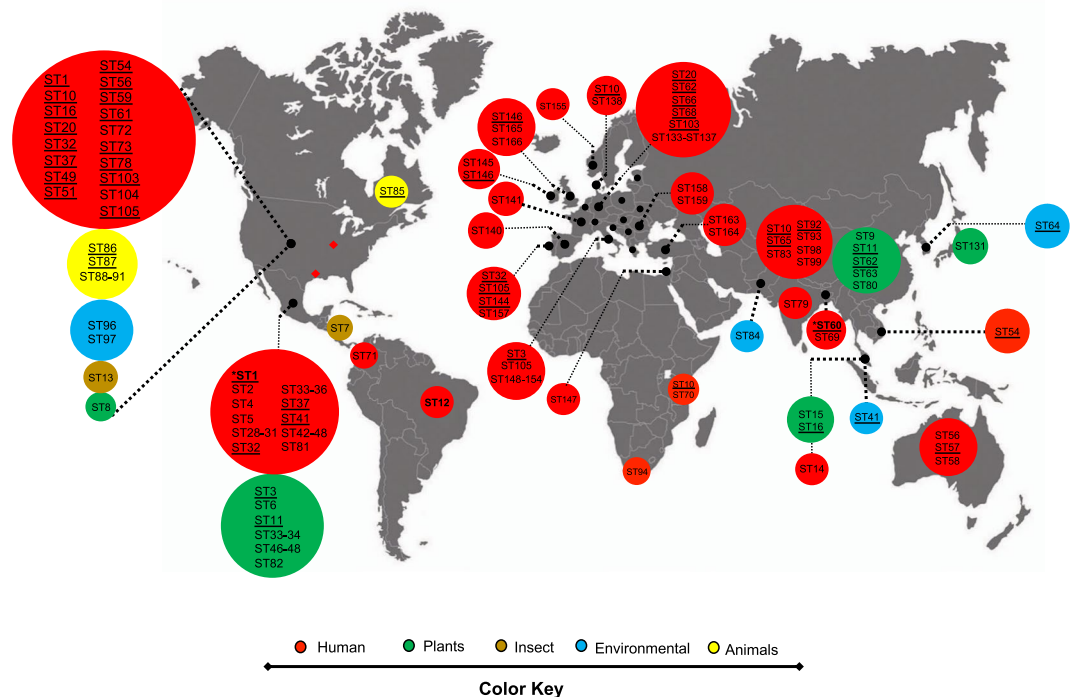 ST1
ST10
ST16
ST20
ST32
ST37
ST49
ST51
ST54
ST56
ST59
ST61
ST72
ST73
ST78
ST103
ST104
ST105
ST86
ST87
ST88-91
ST96
ST97
ST13
ST8
ST85
ST7
ST71
ST12
*ST1
ST2
ST4
ST5
ST28-31
ST32
ST33-36
ST37
ST41
ST42-48
ST81
ST3
ST6
ST11
ST33-34
ST46-48
ST82
ST155
ST10
ST138
ST146
ST165
ST166
ST145
ST146
ST141
ST140
ST20
ST62
ST66
ST68
ST103
ST133-ST137
ST158
ST159
ST163
ST164
ST32
ST105
ST144
ST157
ST3
ST105
ST148-154
ST147
ST10
ST70
ST94
ST10
ST65
ST83
ST92
ST93
ST98
ST99
ST9
ST11
ST62
ST63
ST80
ST131
ST64
ST84
ST79
*ST60
ST69
ST54
ST15
ST16
ST14
ST41
ST56
ST57
ST58
Human
Plants
Insect
Environmental
Animals
Color Key